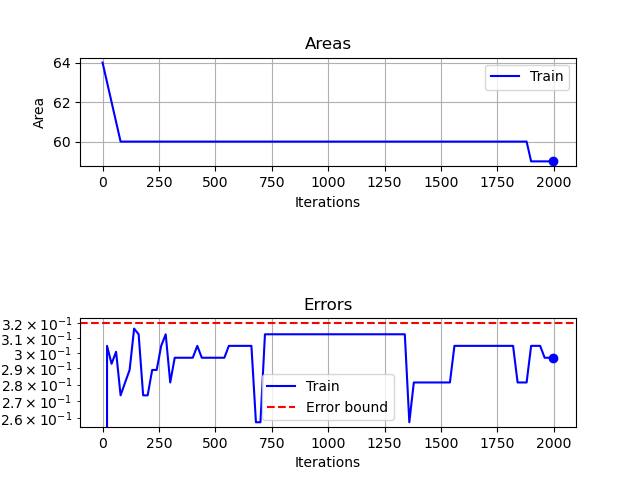 Areas
64
62
60
Area
Train
0 250 500 750 1000 1250 1500 1750 2000
Iterations
Errors
3.2 × 10⁻¹
3.1 × 10⁻¹
3 × 10⁻¹
2.9 × 10⁻¹
2.8 × 10⁻¹
2.7 × 10⁻¹
2.6 × 10⁻¹
Train
Error bound
0 250 500 750 1000 1250 1500 1750 2000
Iterations